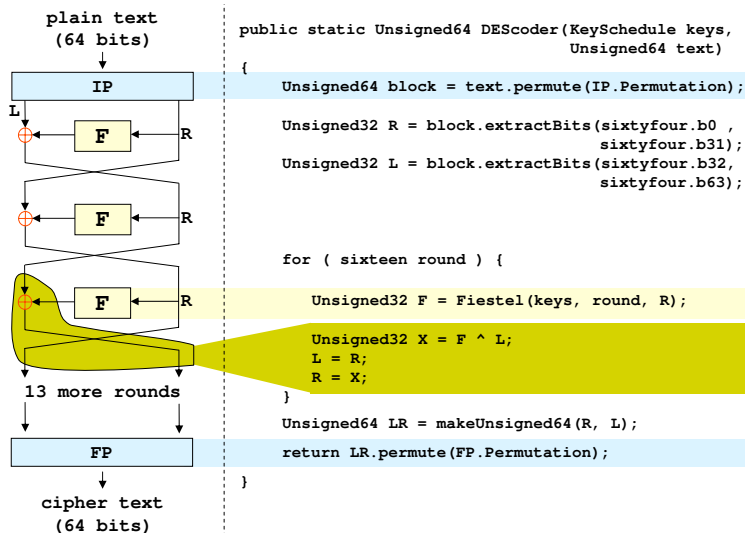 plain text
(64 bits)
IP
L
F
R
F
R
F
R
13 more rounds
FP
cipher text
(64 bits)
public static Unsigned64 DEScoder(KeySchedule keys,
Unsigned64 text)
{
Unsigned64 block = text.permute(IP.Permutation);
Unsigned32 R = block.extractBits(sixtyfour.b0 ,
sixtyfour.b31);
Unsigned32 L = block.extractBits(sixtyfour.b32,
sixtyfour.b63);
for ( sixteen round ) {
Unsigned32 F = Fiestel(keys, round, R);
Unsigned32 X = F ^ L;
L = R;
R = X;
}
Unsigned64 LR = makeUnsigned64(R, L);
return LR.permute(FP.Permutation);
}